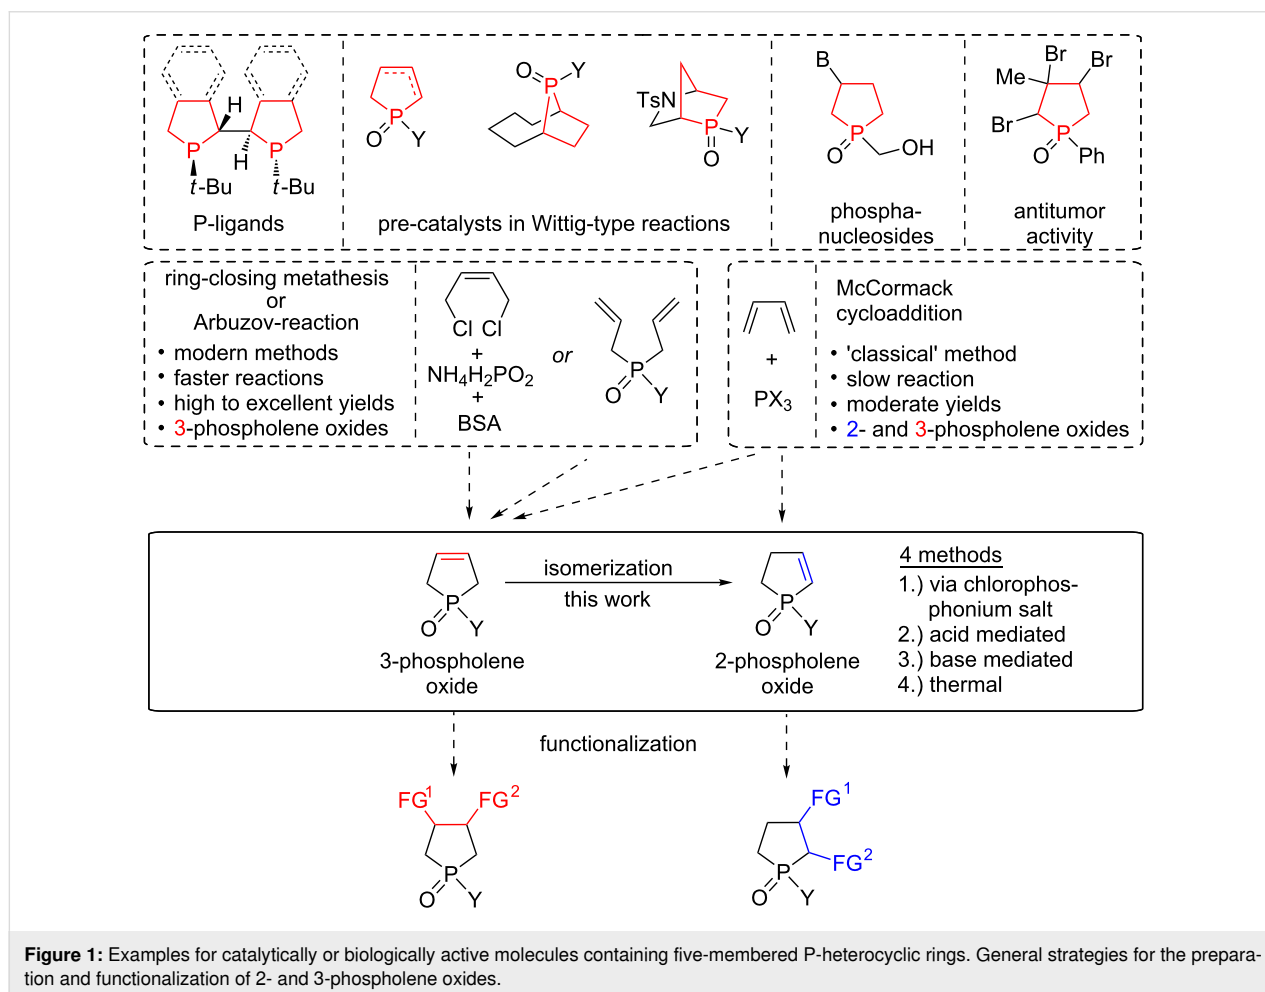 H
H
P
P
t-Bu
t-Bu
P-ligands
P
O
Y
O
Y
P
TsN
P
Y
O
pre-catalysts in Wittig-type reactions
B
P
O
OH
phospha-
nucleosides
Br
Br
Me
Br
P
O
Ph
antitumor
activity
ring-closing metathesis
or
Arbuzov-reaction
• modern methods
• faster reactions
• high to excellent yields
• 3-phospholene oxides
Cl Cl
+
NH4H2PO2
+
BSA
or
P
O
Y
+
PX3
McCormack
cycloaddition
• 'classical' method
• slow reaction
• moderate yields
• 2- and 3-phospholene oxides
P
O
Y
3-phospholene
oxide
isomerization
this work
P
O
Y
2-phospholene
oxide
4 methods
1.) via chlorophos-
phonium salt
2.) acid mediated
3.) base mediated
4.) thermal
functionalization
FG1
FG2
P
O
Y
FG1
FG2
P
O
Y
Figure 1: Examples for catalytically or biologically active molecules containing five-membered P-heterocyclic rings. General strategies for the prepara-
tion and functionalization of 2- and 3-phospholene oxides.